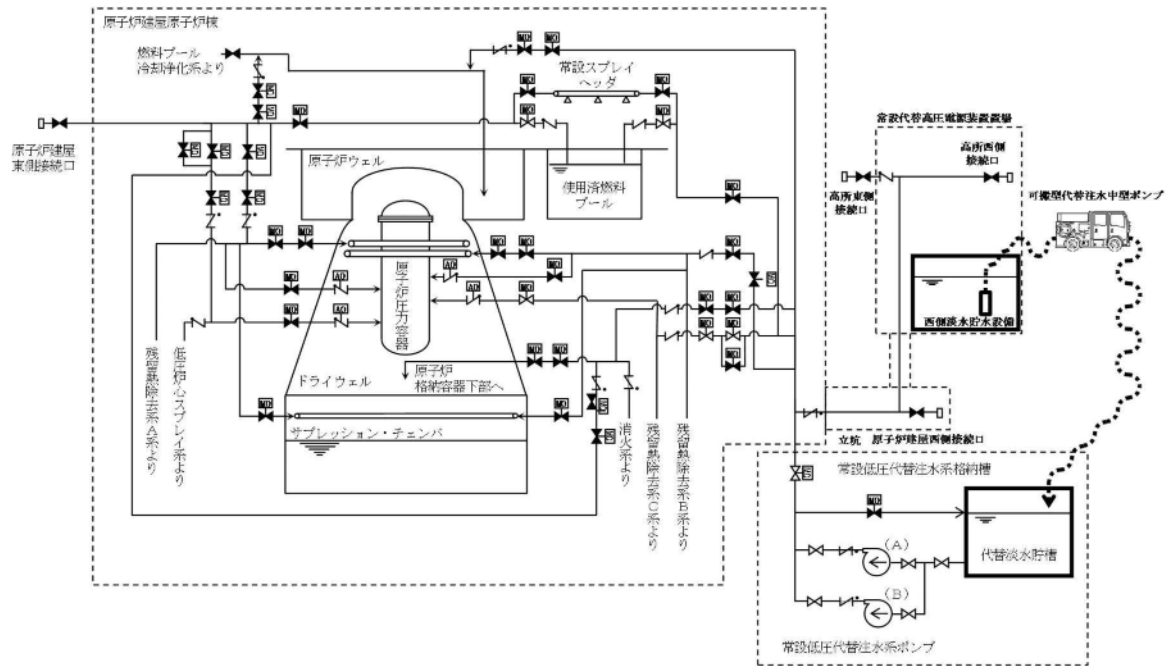 原子炉建屋原子炉棟
燃料プール
冷却浄化系より
常設スプレイ
ヘッダ
原子炉建屋
東側接続口
原子炉ウェル
使用済燃料
プール
原子炉圧力容器
ドライウェル
原子炉
格納容器下部へ
サプレッション・チェンバ
残留熱除去系A系より
低圧炉心スプレイ系より
消火系より
残留熱除去系C系より
残留熱除去系B系より
常設代替高圧電源装置置場
高所西側
接続口
高所東側
接続口
可搬型代替注水中型ポンプ
西側淡水貯水設備
立坑
原子炉建屋西側接続口
常設低圧代替注水系格納槽
代替淡水貯槽
(A)
(B)
常設低圧代替注水系ポンプ
MO
AO